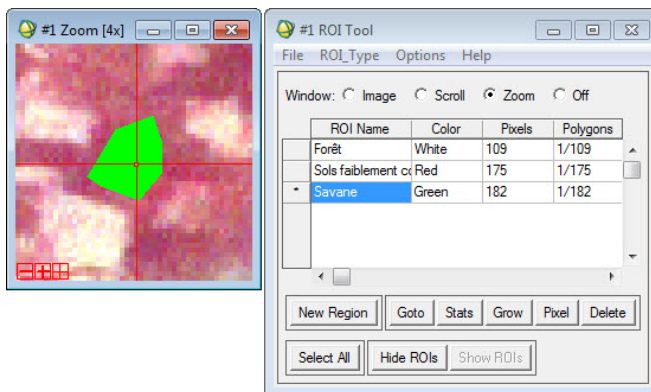 #1 Zoom [4x]
#1 ROI Tool
File ROI_Type Options Help
Window: Image Scroll Zoom Off
ROI Name Color Pixels Polygons
Forêt White 109 1/109
Sols faiblement co Red 175 1/175
* Savane Green 182 1/182
New Region Goto Stats Grow Pixel Delete
Select All Hide ROIs Show ROIs